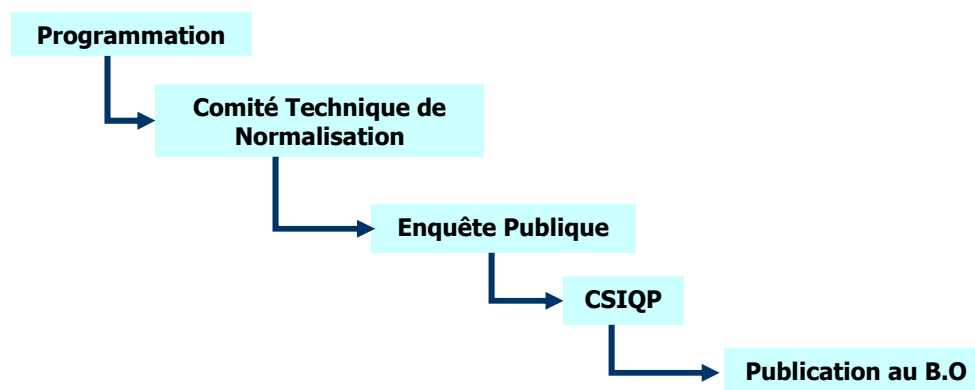 Programmation
Comité Technique de
Normalisation
Enquête Publique
CSIQP
Publication au B.O